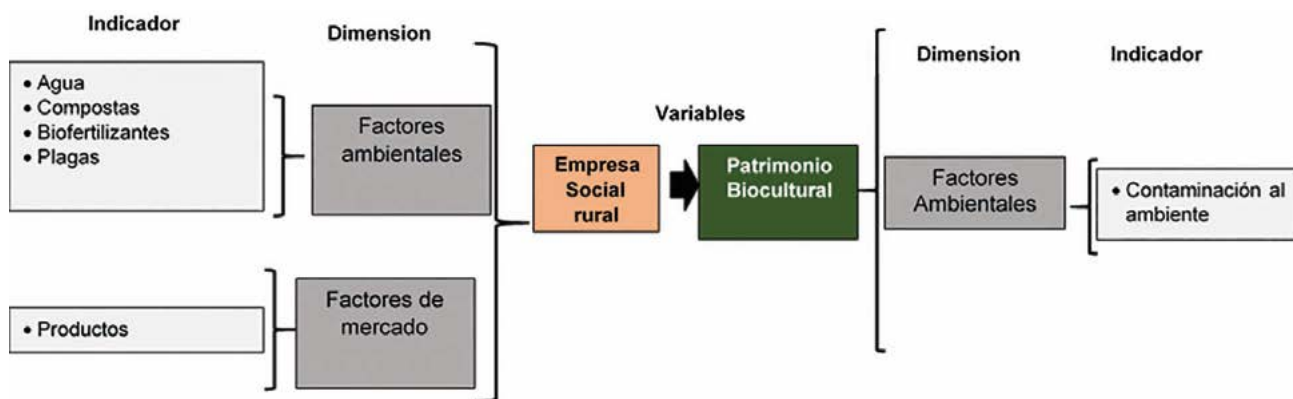 Indicador
Dimension
• Agua
• Compostas
• Biofertilizantes
• Plagas
Factores
ambientales
• Productos
Factores de
mercado
Variables
Empresa
Social
rural
Patrimonio
Biocultural
Dimension
Indicador
Factores
Ambientales
• Contaminación al
ambiente